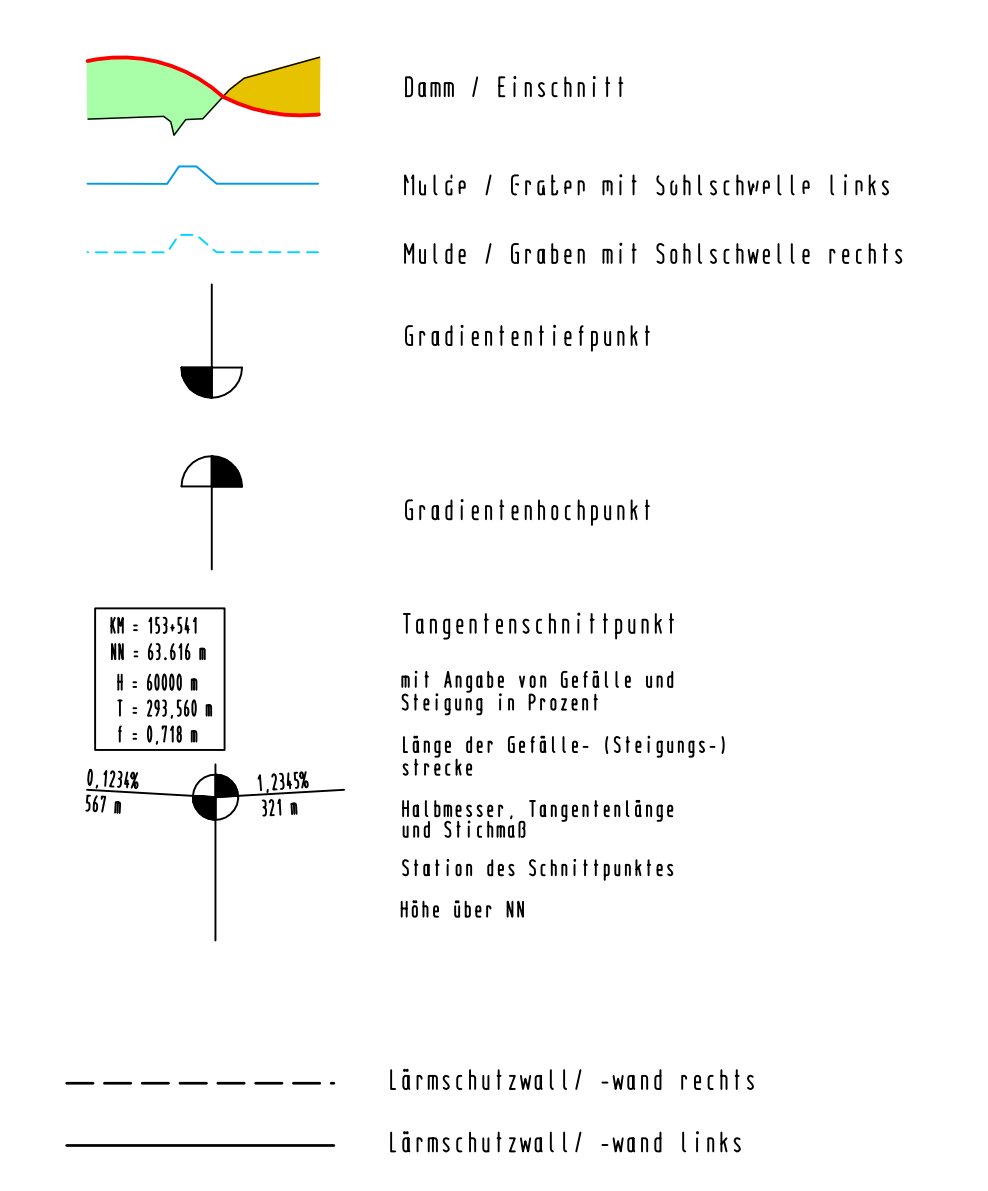 Damm / Einschnitt
Mulde / Graben mit Sohlschwelle links
Mulde / Graben mit Sohlschwelle rechts
Gradiententiefpunkt
Gradientenhochpunkt
KM = 153+541
NN = 63.616 m
H = 60000 m
T = 293,560 m
f = 0,718 m
0,1234%
567 m
1,2345%
321 m
Tangentenschnittpunkt
mit Angabe von Gefälle und
Steigung in Prozent
Länge der Gefälle- (Steigungs-)
strecke
Halbmesser, Tangentenlänge
und Stichmaß
Station des Schnittpunktes
Höhe über NN
Lärmschutzwall/ -wand rechts
Lärmschutzwall/ -wand links